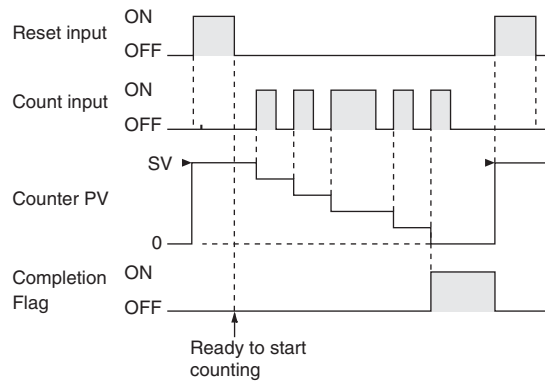 ON
Reset input
OFF
ON
Count input
OFF
SV
Counter PV
0
Completion
Flag
ON
OFF
Ready to start
counting